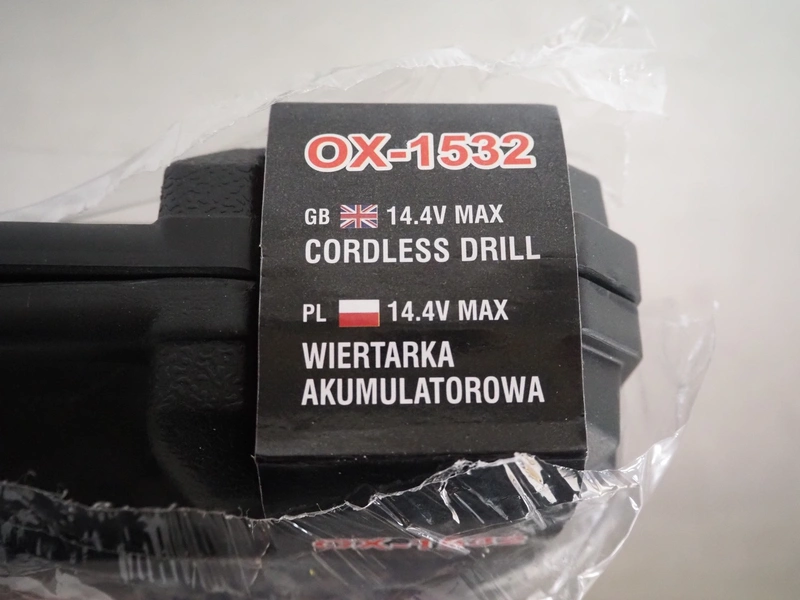 OX-1532
GB 14.4V MAX
CORDLESS DRILL
PL 14.4V MAX
WIERTARKA
AKUMULATOROWA